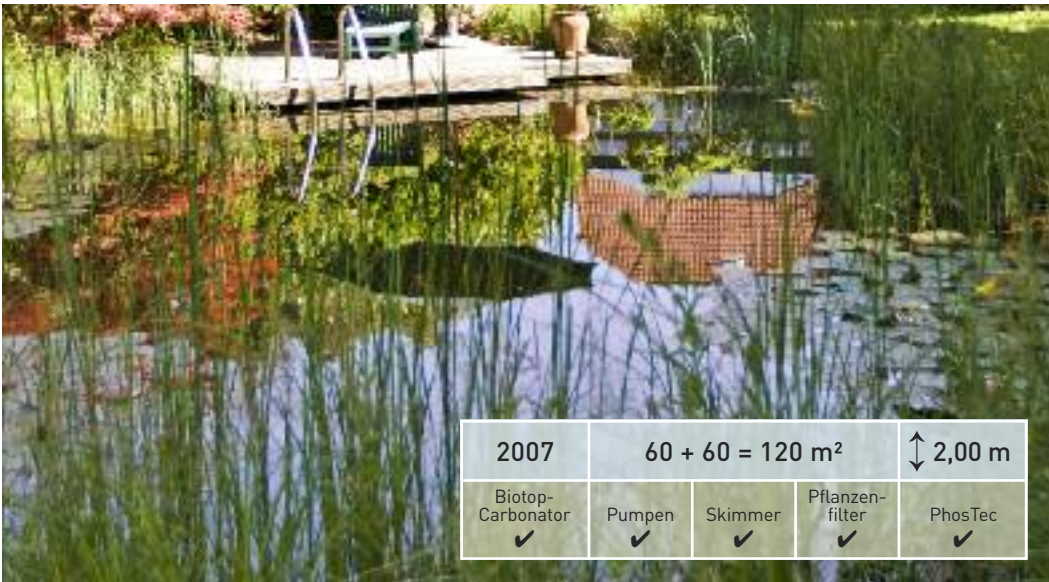 2007
60 + 60 = 120 m²
↕ 2,00 m
Biotop-
Carbonator
✔
Pumpen
✔
Skimmer
✔
Pflanzen-
filter
✔
PhosTec
✔